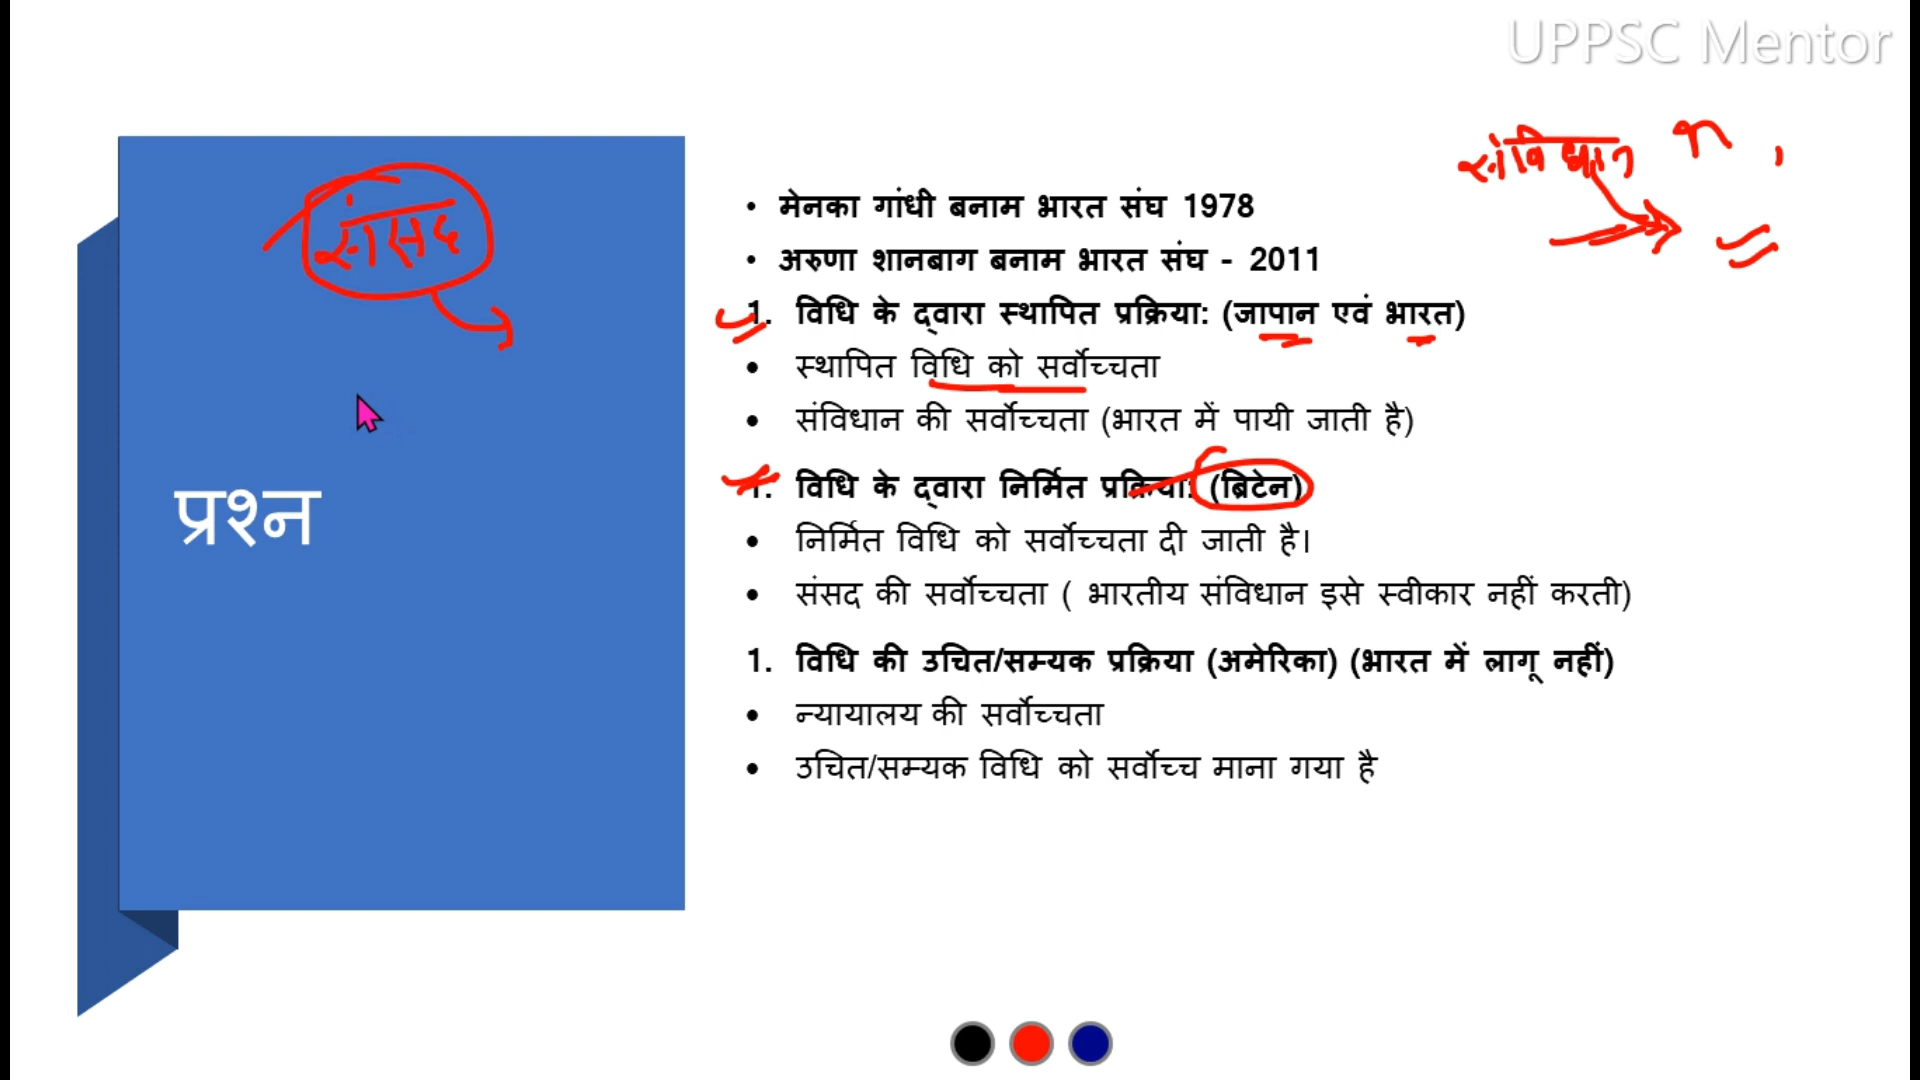 UPPSC Mentor
संविधान
संसद
प्रश्न
• मेनका गांधी बनाम भारत संघ 1978
• अरुणा शानबाग बनाम भारत संघ - 2011
1. विधि के द्वारा स्थापित प्रक्रिया: (जापान एवं भारत)
• स्थापित विधि को सर्वोच्चता
• संविधान की सर्वोच्चता (भारत में पायी जाती है)
1. विधि के द्वारा निर्मित प्रक्रिया: (ब्रिटेन)
• निर्मित विधि को सर्वोच्चता दी जाती है।
• संसद की सर्वोच्चता ( भारतीय संविधान इसे स्वीकार नहीं करती)
1. विधि की उचित/सम्यक प्रक्रिया (अमेरिका) (भारत में लागू नहीं)
• न्यायालय की सर्वोच्चता
• उचित/सम्यक विधि को सर्वोच्च माना गया है